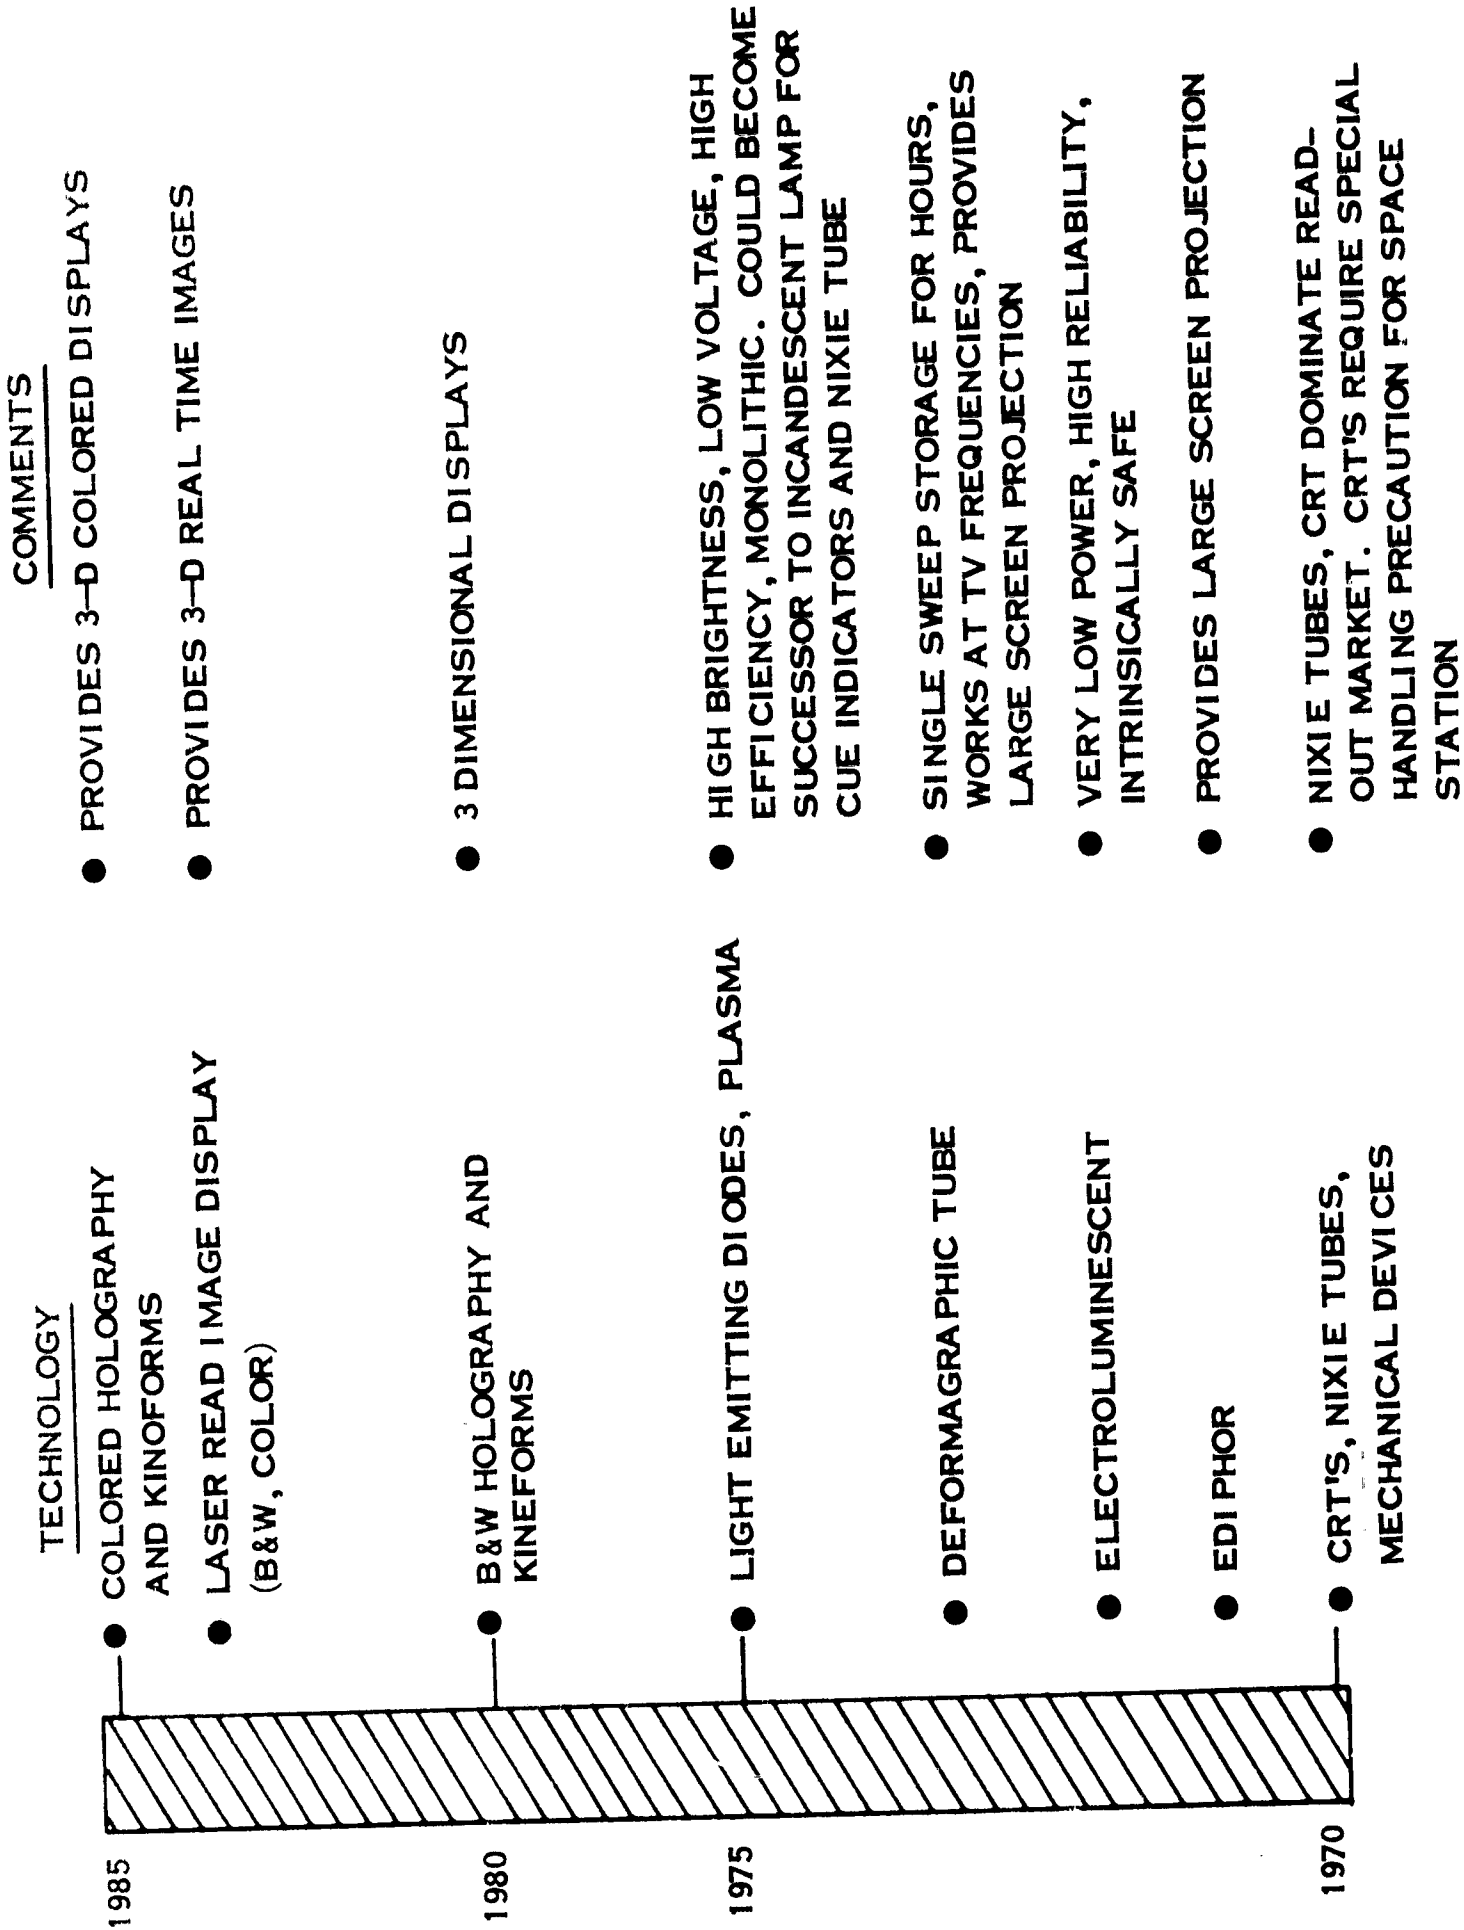 TECHNOLOGY
COMMENTS
1985
● COLORED HOLOGRAPHY
AND KINOFORMS
● PROVIDES 3-D COLORED DISPLAYS
● LASER READ IMAGE DISPLAY
(B&W, COLOR)
● PROVIDES 3-D REAL TIME IMAGES
1980
● B&W HOLOGRAPHY AND
KINEFORMS
● 3 DIMENSIONAL DISPLAYS
1975
● LIGHT EMITTING DIODES, PLASMA
● HIGH BRIGHTNESS, LOW VOLTAGE, HIGH
EFFICIENCY, MONOLITHIC. COULD BECOME
SUCCESSOR TO INCANDESCENT LAMP FOR
CUE INDICATORS AND NIXIE TUBE
● DEFORMAGRAPHIC TUBE
● SINGLE SWEEP STORAGE FOR HOURS,
WORKS AT TV FREQUENCIES, PROVIDES
LARGE SCREEN PROJECTION
● ELECTROLUMINESCENT
● VERY LOW POWER, HIGH RELIABILITY,
INTRINSICALLY SAFE
● EDIPHOR
● PROVIDES LARGE SCREEN PROJECTION
1970
● CRT'S, NIXIE TUBES,
MECHANICAL DEVICES
● NIXIE TUBES, CRT DOMINATE READ-
OUT MARKET. CRT'S REQUIRE SPECIAL
HANDLING PRECAUTION FOR SPACE
STATION